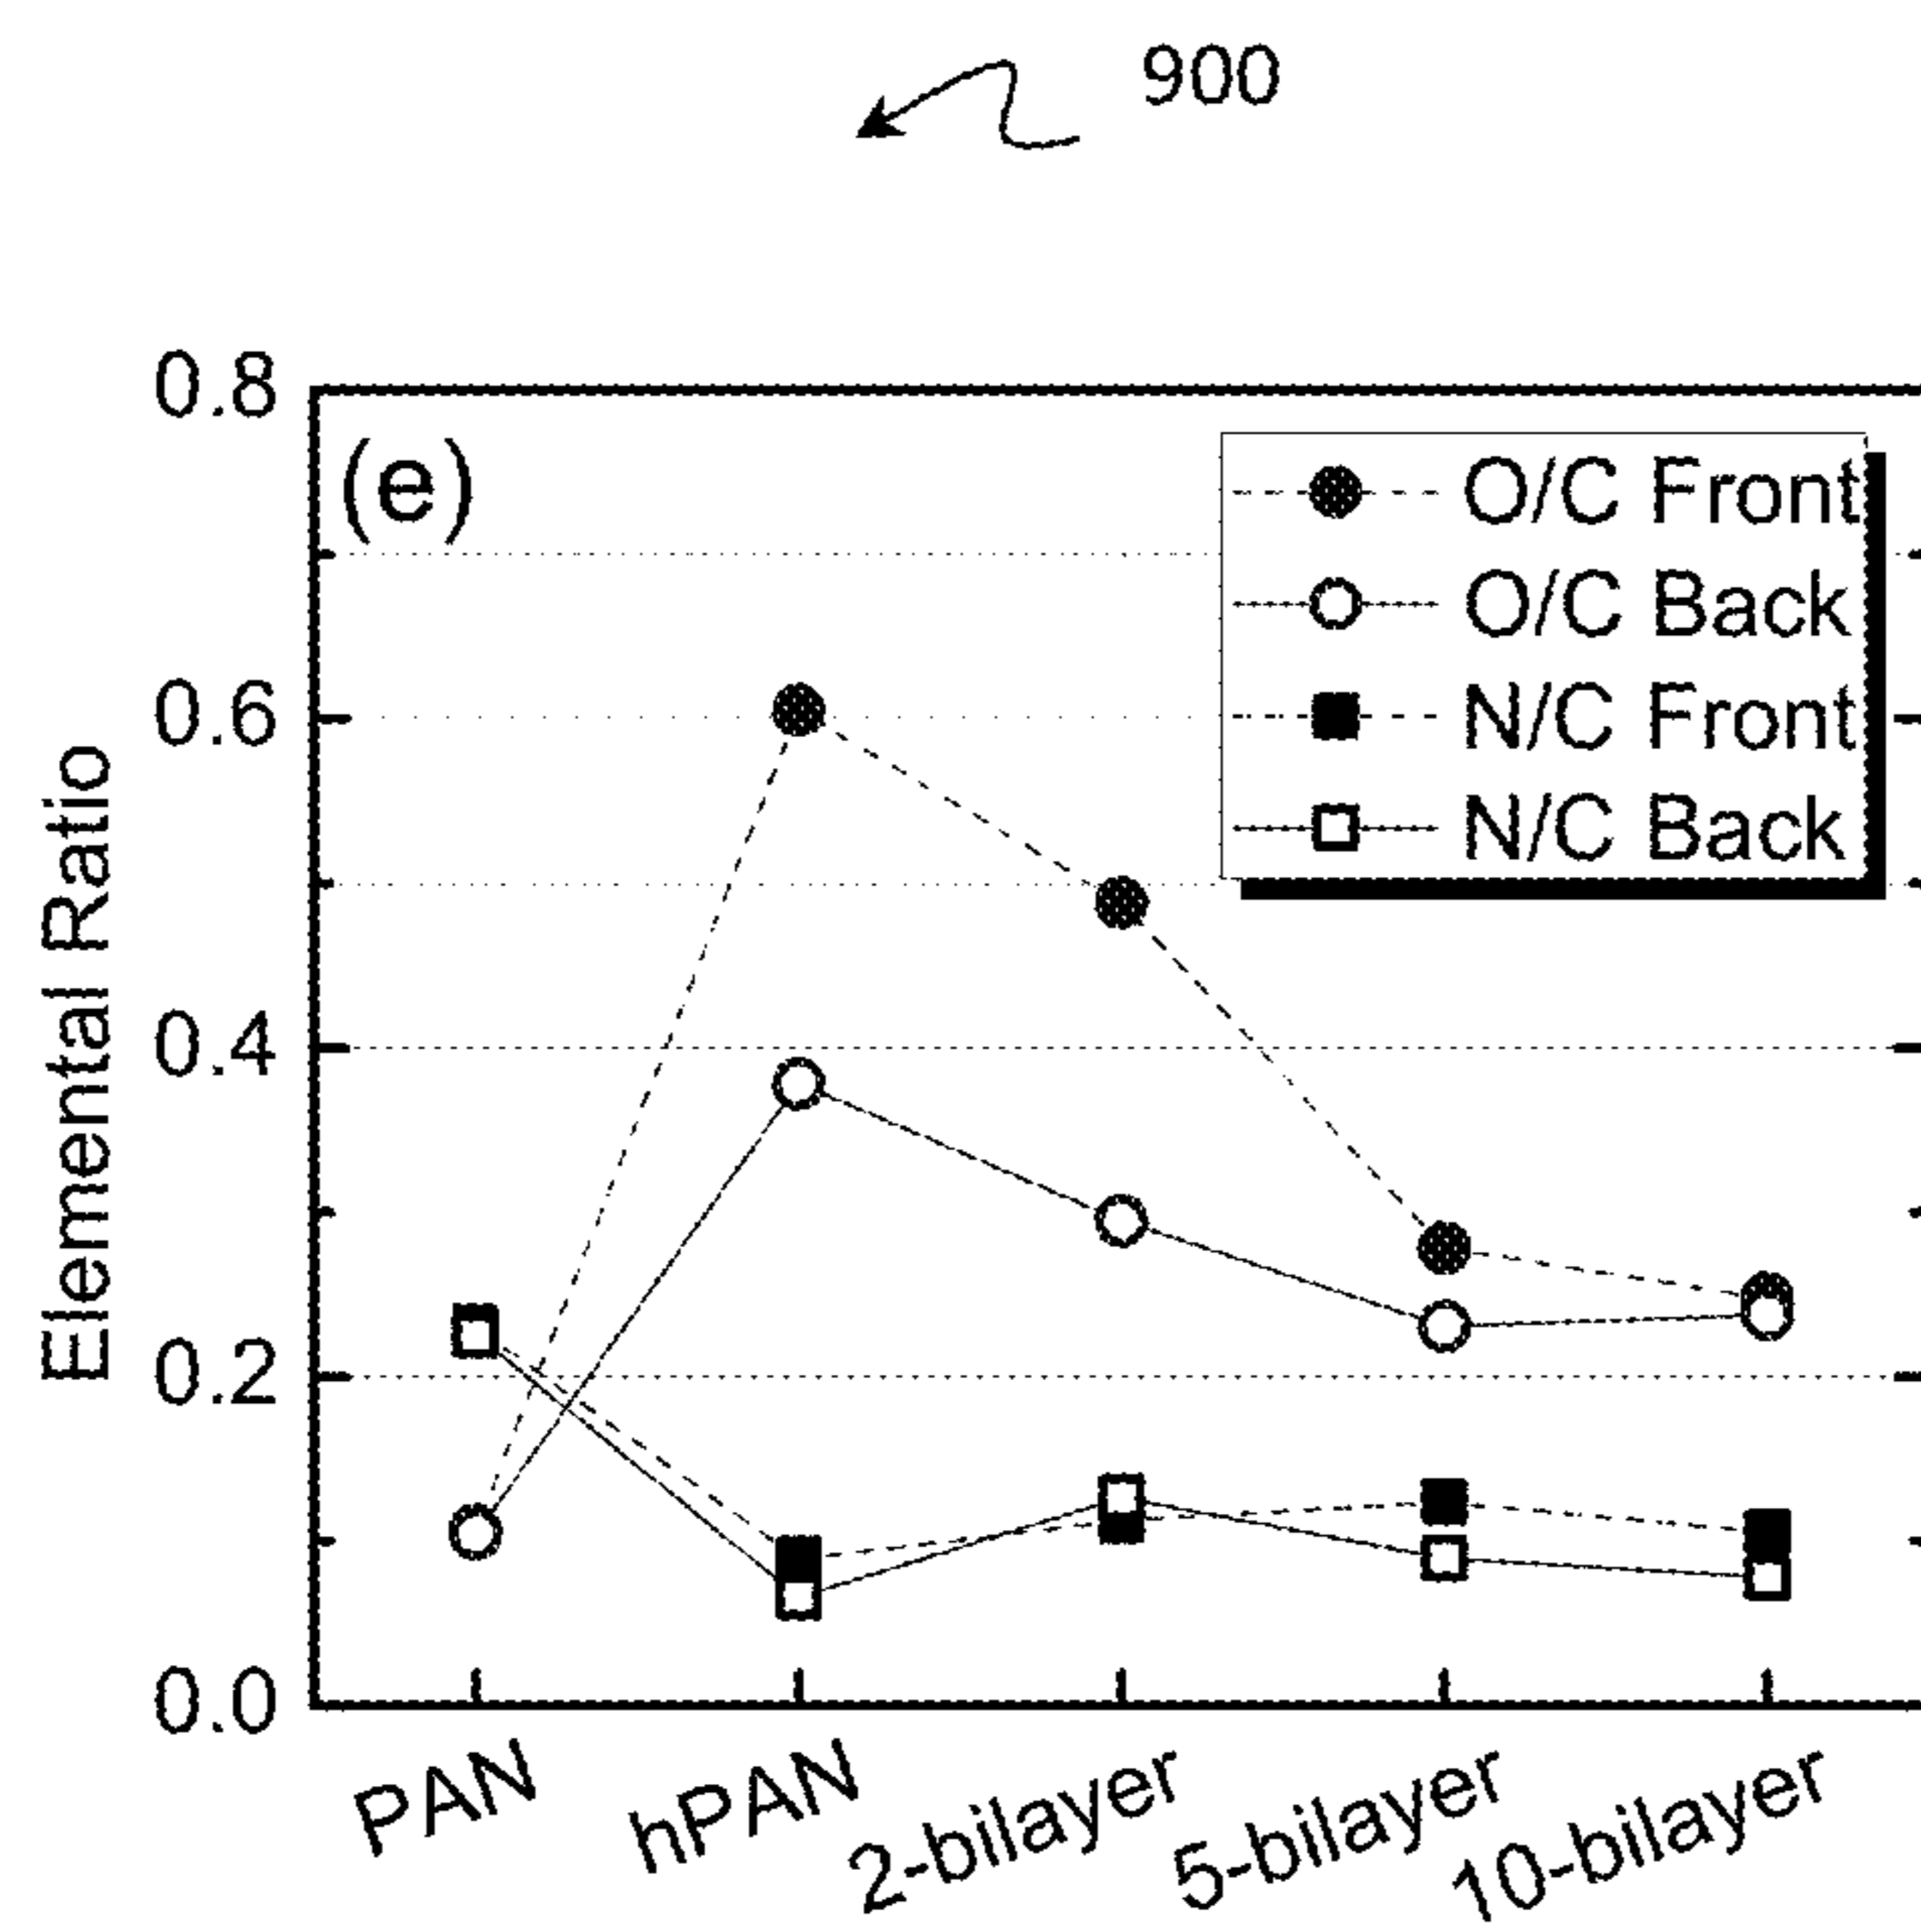 900
0.8
(e)
O/C Front
O/C Back
N/C Front
N/C Back
0.6
0.4
0.2
0.0
Elemental Ratio
PAN
hPAN
2-bilayer
5-bilayer
10-bilayer